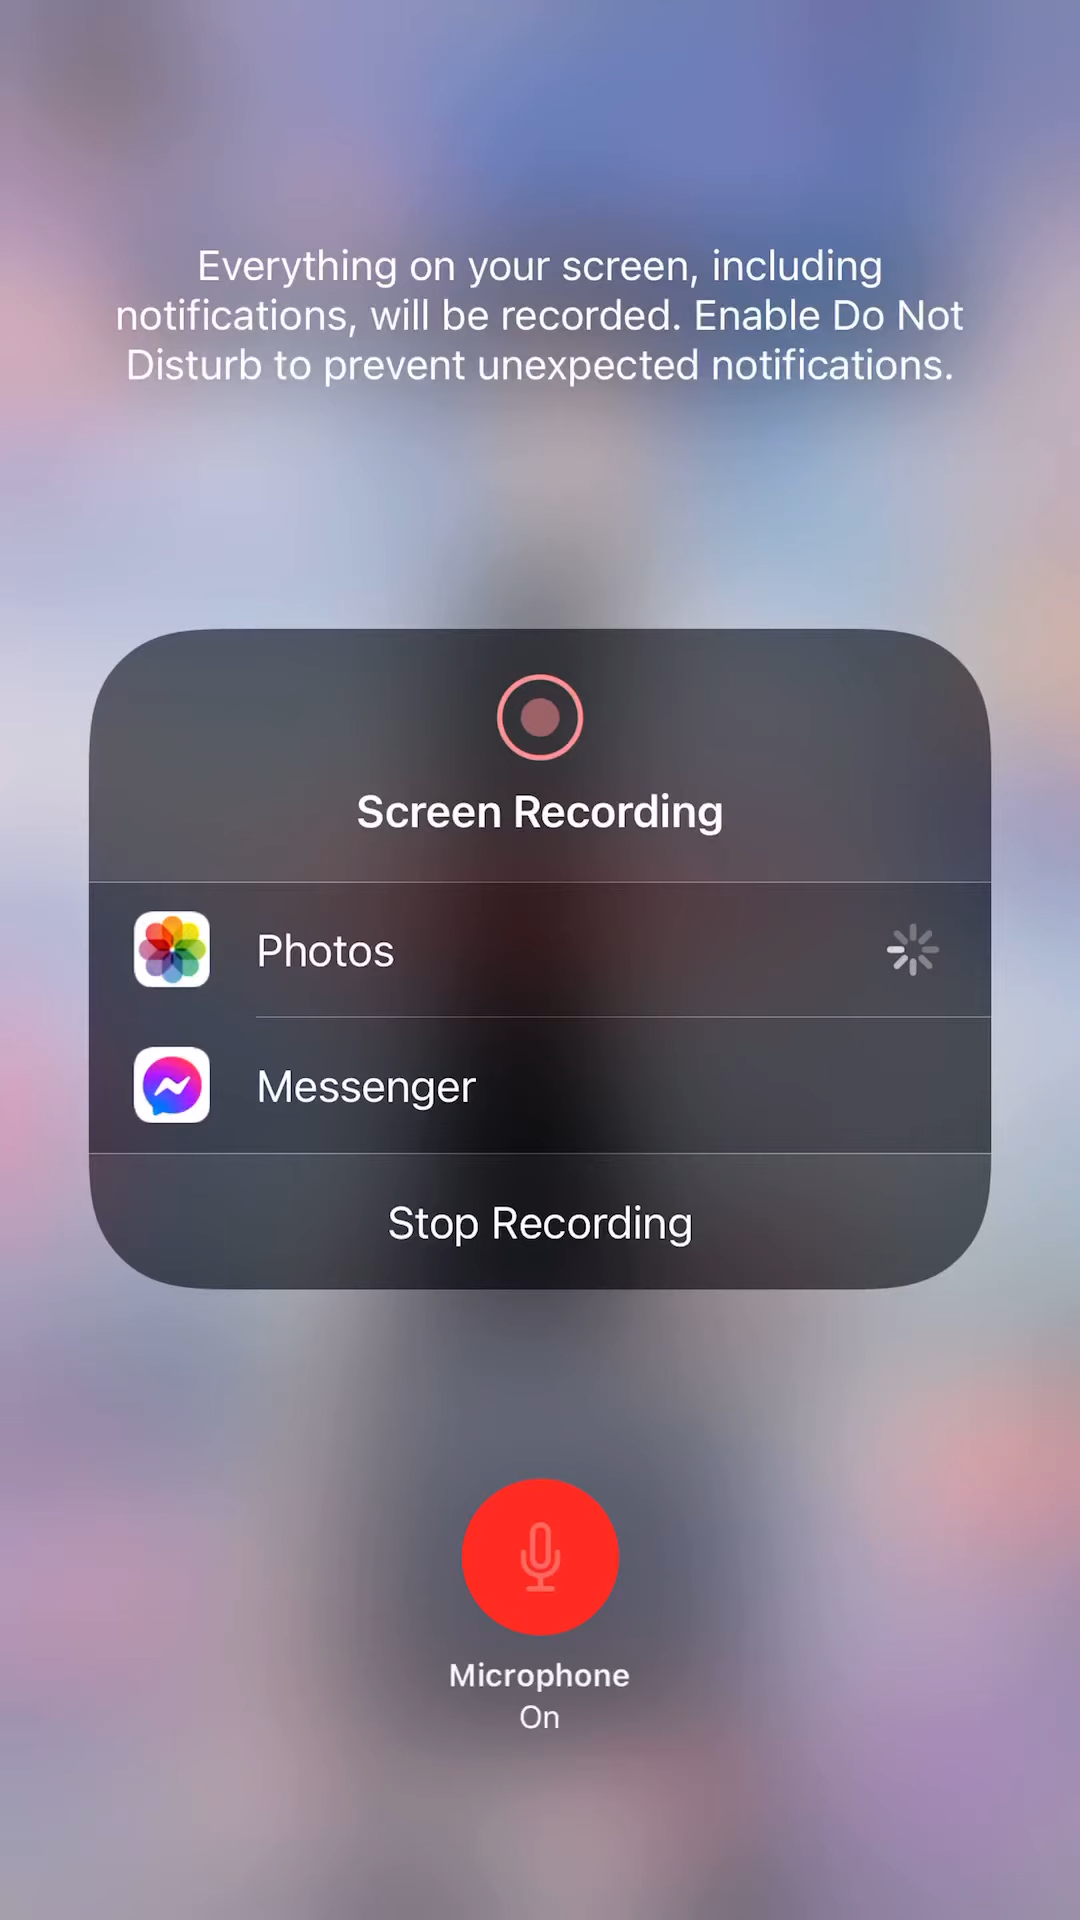 Everything on your screen, including
notifications, will be recorded. Enable Do Not
Disturb to prevent unexpected notifications.
Screen Recording
Photos
Messenger
Stop Recording
Microphone
On